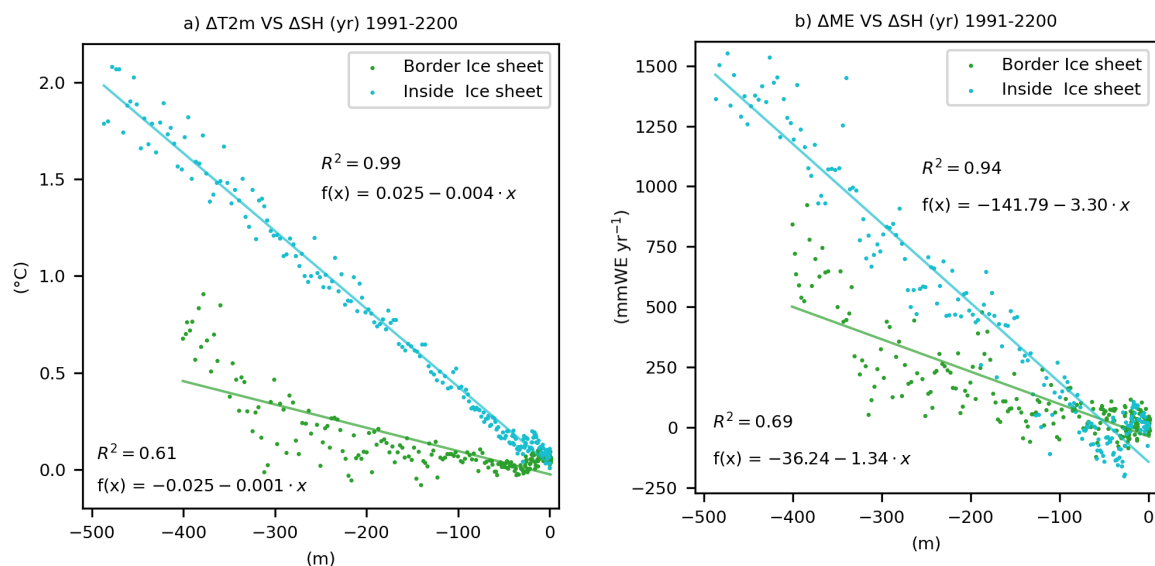 a) ΔT2m VS ΔSH (yr) 1991-2200
Border Ice sheet
Inside Ice sheet
R² = 0.99
f(x) = 0.025 − 0.004 · x
R² = 0.61
f(x) = −0.025 − 0.001 · x
2.0
1.5
1.0
0.5
0.0
(°C)
−500 −400 −300 −200 −100 0
(m)
b) ΔME VS ΔSH (yr) 1991-2200
Border Ice sheet
Inside Ice sheet
R² = 0.94
f(x) = −141.79 − 3.30 · x
R² = 0.69
f(x) = −36.24 − 1.34 · x
1500
1250
1000
750
500
250
0
−250
(mmWE yr⁻¹)
−500 −400 −300 −200 −100 0
(m)